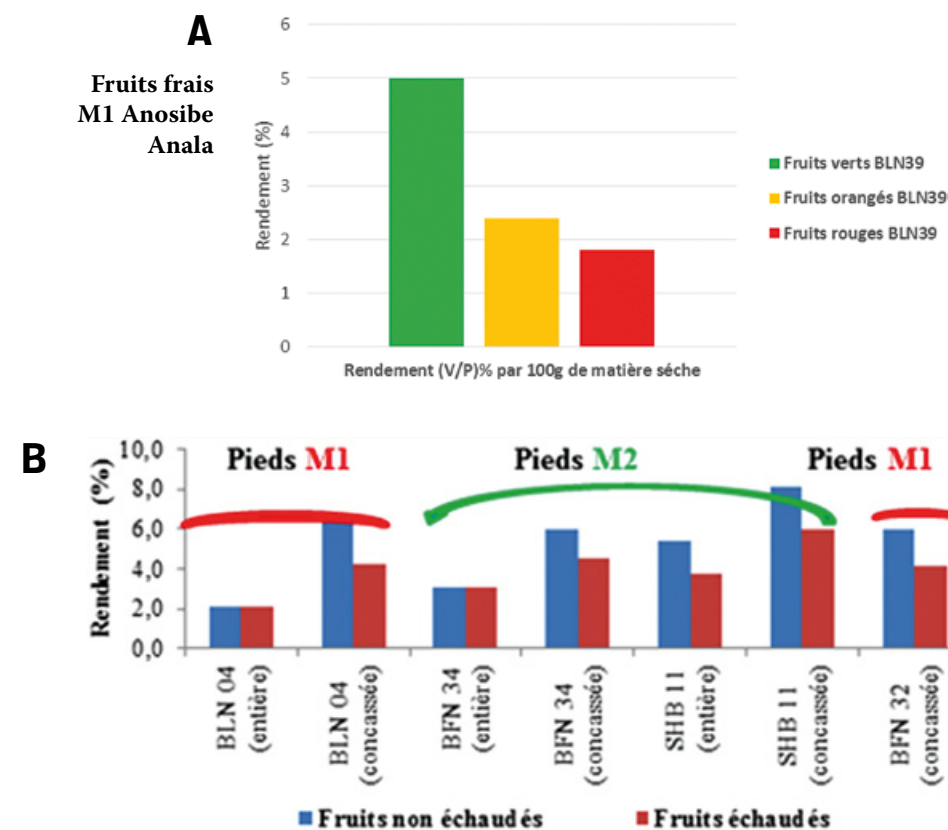 A
Fruits frais
M1 Anosibe
Anala
Rendement (%)
6
5
4
3
2
1
0
Fruits verts BLN39
Fruits orangés BLN39
Fruits rouges BLN39
Rendement (V/P)% par 100g de matière séche
B
Rendement (%)
10,0
8,0
6,0
4,0
2,0
0,0
Pieds M1
Pieds M2
Pieds M1
BLN 04
(entière)
BLN 04
(concassée)
BFN 34
(entière)
BFN 34
(concassée)
SHB 11
(entière)
SHB 11
(concassée)
BFN 32
(concassée)
Fruits non échaudés
Fruits échaudés